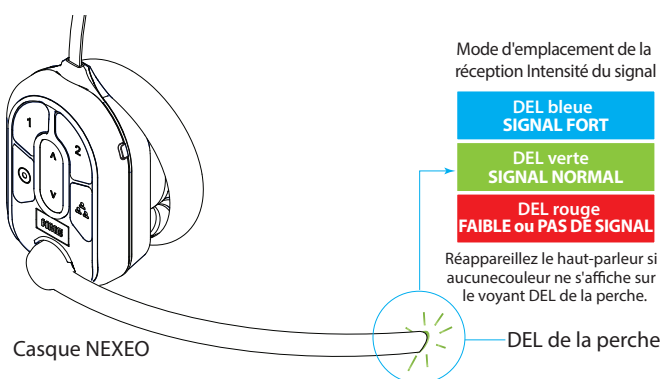 Mode d'emplacement de la
réception Intensité du signal
DEL bleue
SIGNAL FORT
DEL verte
SIGNAL NORMAL
DEL rouge
FAIBLE ou PAS DE SIGNAL
Réappareillez le haut-parleur si
aucunecouleur ne s'affiche sur
le voyant DEL de la perche.
1
2
HME
DEL de la perche
Casque NEXEO